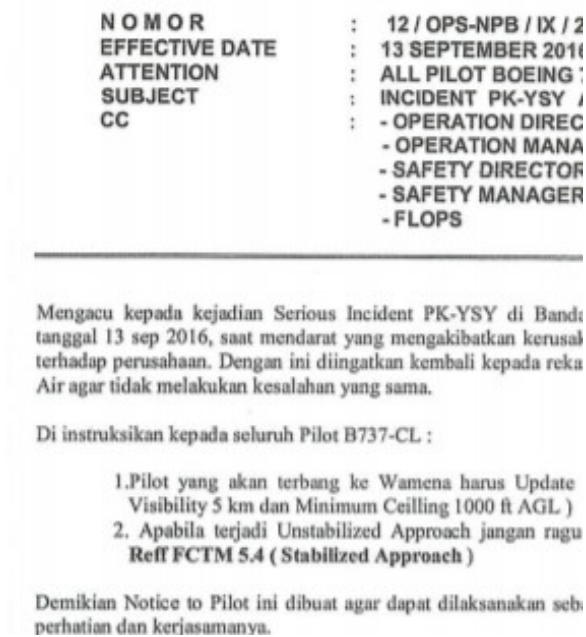 NOMOR : 12 / OPS-NPB / IX / 2
EFFECTIVE DATE : 13 SEPTEMBER 2016
ATTENTION : ALL PILOT BOEING
SUBJECT : INCIDENT PK-YSY
CC : - OPERATION DIREC
- OPERATION MANA
- SAFETY DIRECTOR
- SAFETY MANAGER
- FLOPS
Mengacu kepada kejadian Serious Incident PK-YSY di Banda
tanggal 13 sep 2016, saat mendarat yang mengakibatkan kerusak
terhadap perusahaan. Dengan ini diingatkan kembali kepada reka
Air agar tidak melakukan kesalahan yang sama.
Di instruksikan kepada seluruh Pilot B737-CL :
1.Pilot yang akan terbang ke Wamena harus Update
Visibility 5 km dan Minimum Ceilling 1000 ft AGL )
2. Apabila terjadi Unstabilized Approach jangan ragu
Reff FCTM 5.4 ( Stabilized Approach )
Demikian Notice to Pilot ini dibuat agar dapat dilaksanakan seba
perhatian dan kerjasamanya.